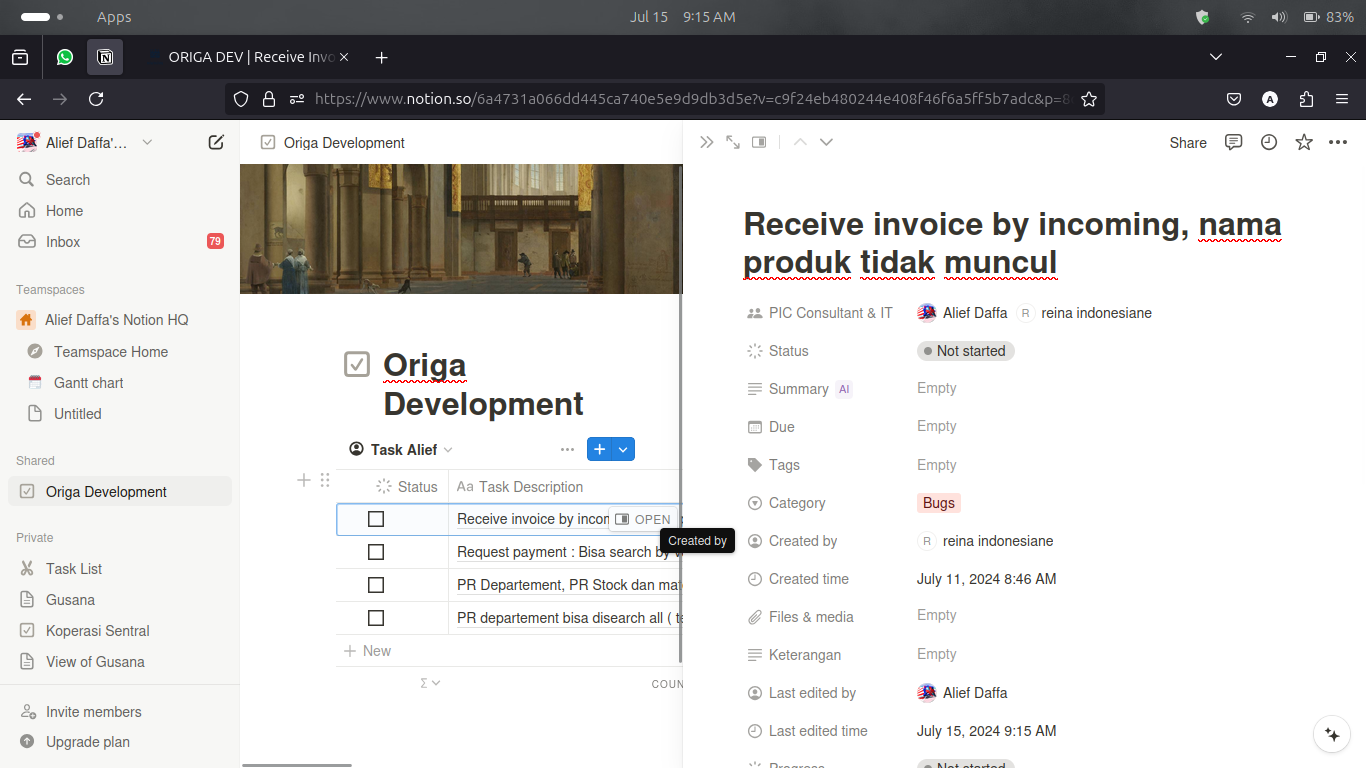 Apps
Jul 15 9:15 AM
83%
ORIGA DEV | Receive Invo
https://www.notion.so/6a4731a066dd445ca740e5e9d9db3d5e?v=c9f24eb480244e408f46f6a5ff5b7adc&p=8
A
Alief Daffa'...
Search
Home
Inbox 79
Teamspaces
Alief Daffa's Notion HQ
Teamspace Home
Gantt chart
Untitled
Shared
Origa Development
Private
Task List
Gusana
Koperasi Sentral
View of Gusana
Invite members
Upgrade plan
Origa Development
Origa
Development
Task Alief
Status Aa Task Description
Receive invoice by incom OPEN
Created by
Request payment : Bisa search by
PR Departement, PR Stock dan mat
PR departement bisa disearch all ( te
New
Σ COUN
Share
Receive invoice by incoming, nama
produk tidak muncul
PIC Consultant & IT Alief Daffa R reina indonesiane
Status Not started
Summary AI Empty
Due Empty
Tags Empty
Category Bugs
Created by R reina indonesiane
Created time July 11, 2024 8:46 AM
Files & media Empty
Keterangan Empty
Last edited by Alief Daffa
Last edited time July 15, 2024 9:15 AM
Progress Not started